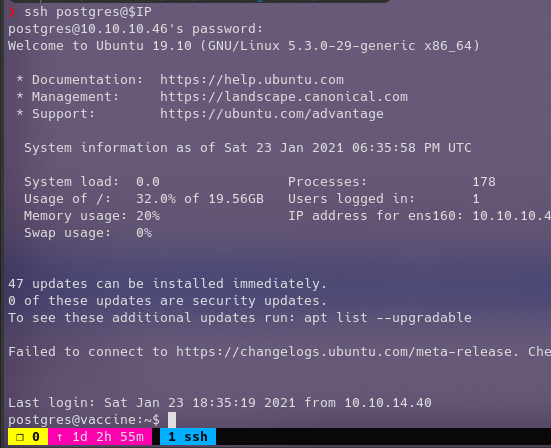 ❯ ssh postgres@$IP
postgres@10.10.10.46's password:
Welcome to Ubuntu 19.10 (GNU/Linux 5.3.0-29-generic x86_64)
* Documentation:  https://help.ubuntu.com
* Management:     https://landscape.canonical.com
* Support:        https://ubuntu.com/advantage
System information as of Sat 23 Jan 2021 06:35:58 PM UTC
System load:  0.0               Processes:             178
Usage of /:   32.0% of 19.56GB   Users logged in:       1
Memory usage: 20%               IP address for ens160: 10.10.10.4
Swap usage:   0%
47 updates can be installed immediately.
0 of these updates are security updates.
To see these additional updates run: apt list --upgradable
Failed to connect to https://changelogs.ubuntu.com/meta-release. Che
Last login: Sat Jan 23 18:35:19 2021 from 10.10.14.40
postgres@vaccine:~$
❐ 0 ↑ 1d 2h 55m 1 ssh